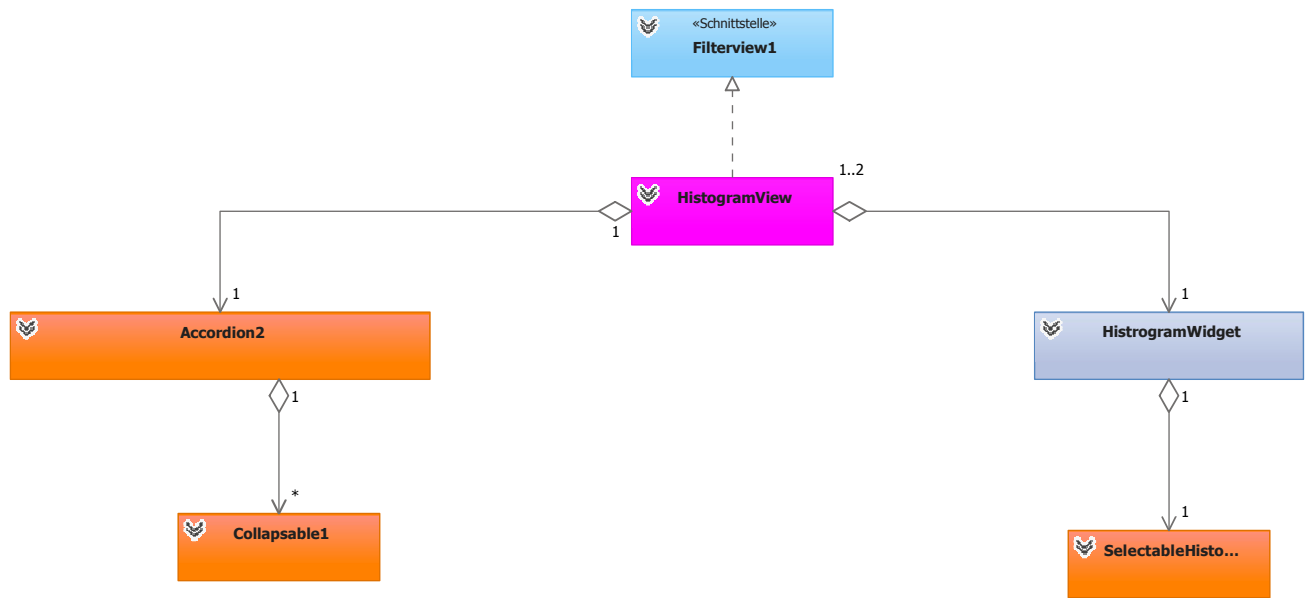 «Schnittstelle»
Filterview1
1..2
HistogramView
1
1
1
Accordion2
HistrogramWidget
1
1
*
1
Collapsable1
SelectableHisto...